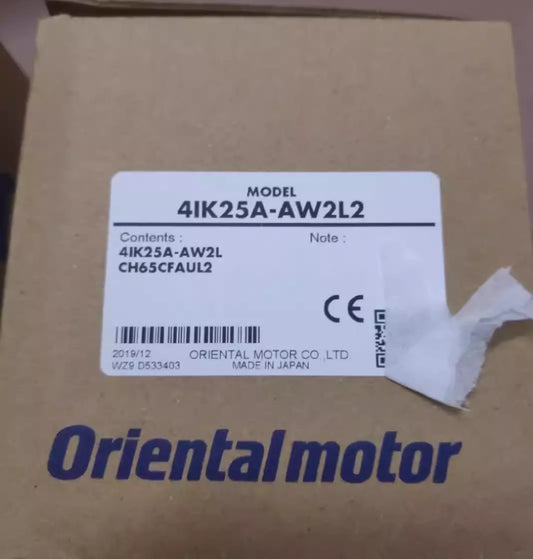 MODEL
4IK25A-AW2L2
Contents : Note :
4IK25A-AW2L
CH65CFAUL2
CE
2019/12 ORIENTAL MOTOR CO.,LTD
WZ9 D533403 MADE IN JAPAN
Orientalmotor